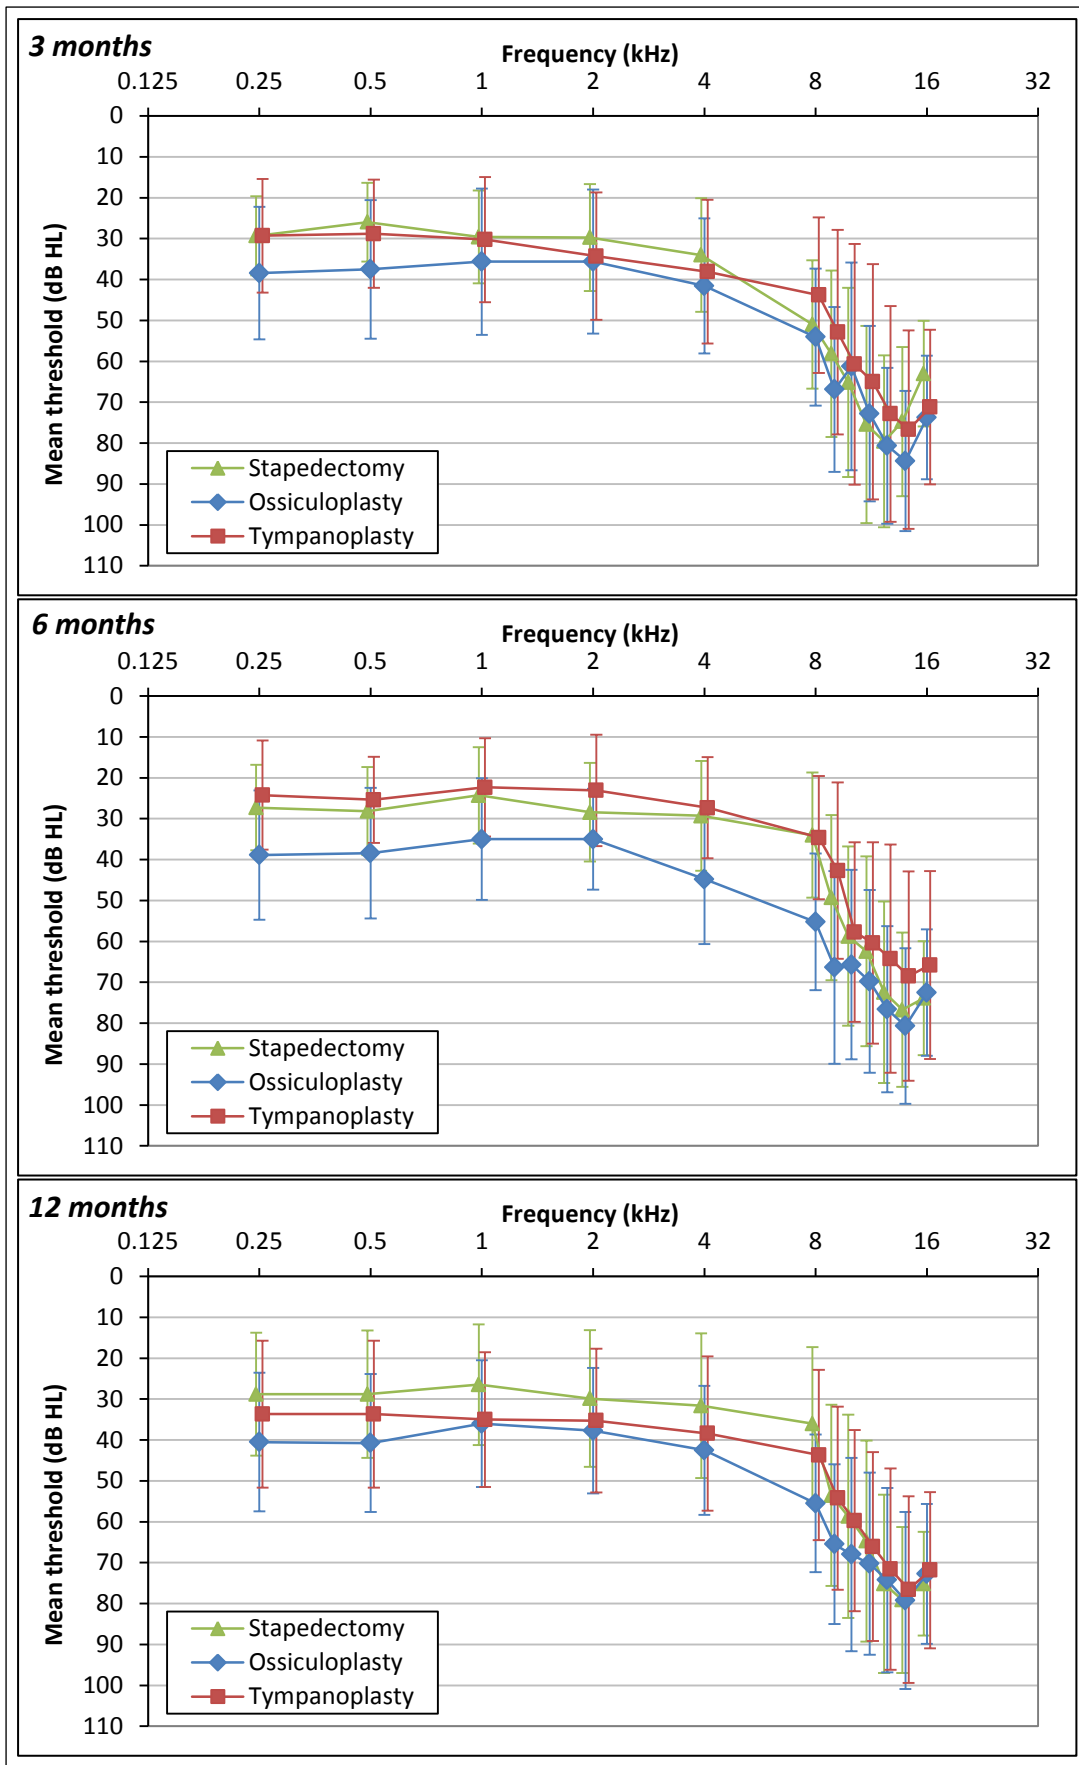 3 months
Frequency (kHz)
0.125 0.25 0.5 1 2 4 8 16 32
Mean threshold (dB HL)
0
10
20
30
40
50
60
70
80
90
100
110
Stapedectomy
Ossiculoplasty
Tympanoplasty
6 months
Frequency (kHz)
0.125 0.25 0.5 1 2 4 8 16 32
Mean threshold (dB HL)
0
10
20
30
40
50
60
70
80
90
100
110
Stapedectomy
Ossiculoplasty
Tympanoplasty
12 months
Frequency (kHz)
0.125 0.25 0.5 1 2 4 8 16 32
Mean threshold (dB HL)
0
10
20
30
40
50
60
70
80
90
100
110
Stapedectomy
Ossiculoplasty
Tympanoplasty